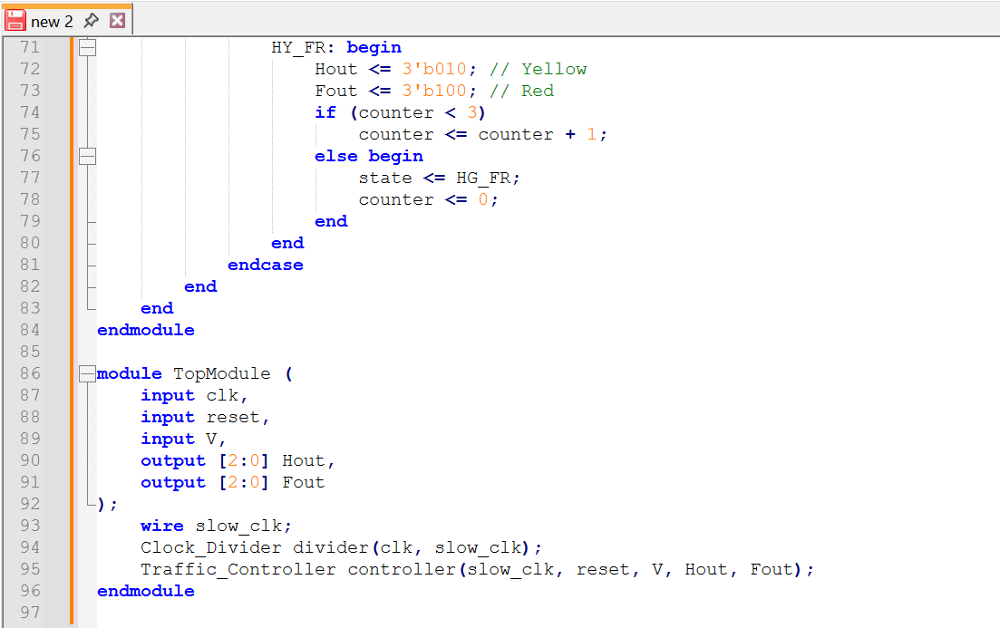 new 2
71 HY_FR: begin
72 Hout <= 3'b010; // Yellow
73 Fout <= 3'b100; // Red
74 if (counter < 3)
75 counter <= counter + 1;
76 else begin
77 state <= HG_FR;
78 counter <= 0;
79 end
80 end
81 endcase
82 end
83 end
84 endmodule
85
86 module TopModule (
87 input clk,
88 input reset,
89 input V,
90 output [2:0] Hout,
91 output [2:0] Fout
92 );
93 wire slow_clk;
94 Clock_Divider divider(clk, slow_clk);
95 Traffic_Controller controller(slow_clk, reset, V, Hout, Fout);
96 endmodule
97